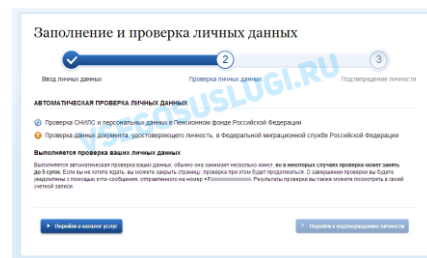 Заполнение и проверка личных данных
2
3
Ввод личных данных
Проверка личных данных
Подтверждение личности
VSEGOSUSLUGI.RU
АВТОМАТИЧЕСКАЯ ПРОВЕРКА ЛИЧНЫХ ДАННЫХ
Проверка СНИЛС и персональных данных в Пенсионном фонде Российской Федерации
Проверка данных документа, удостоверяющего личность, в Федеральной миграционной службе Российской Федерации
Выполняется проверка ваших личных данных
Выполняется автоматическая проверка ваших данных, обычно она занимает несколько минут, но в некоторых случаях проверка может занять
до 5 суток. Если вы не хотите ждать, вы можете закрыть страницу, проверка при этом будет продолжаться. О завершении проверки вы будете
уведомлены с помощью sms-сообщения, отправленного на номер +7 Результаты проверки вы также можете посмотреть в своей
учетной записи.
Перейти в каталог услуг
Перейти к подтверждению личности